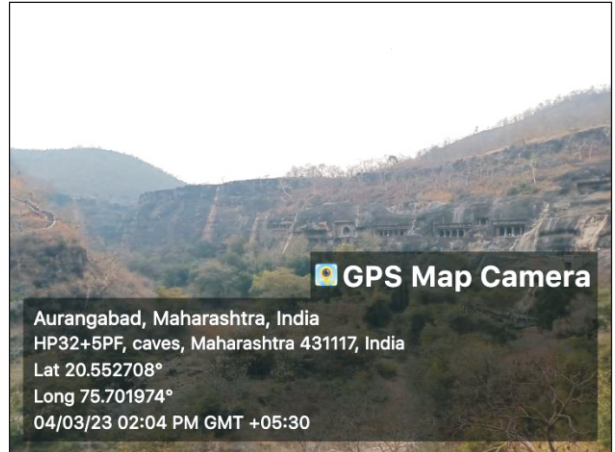 GPS Map Camera
Aurangabad, Maharashtra, India
HP32+5PF, caves, Maharashtra 431117, India
Lat 20.552708°
Long 75.701974°
04/03/23 02:04 PM GMT +05:30